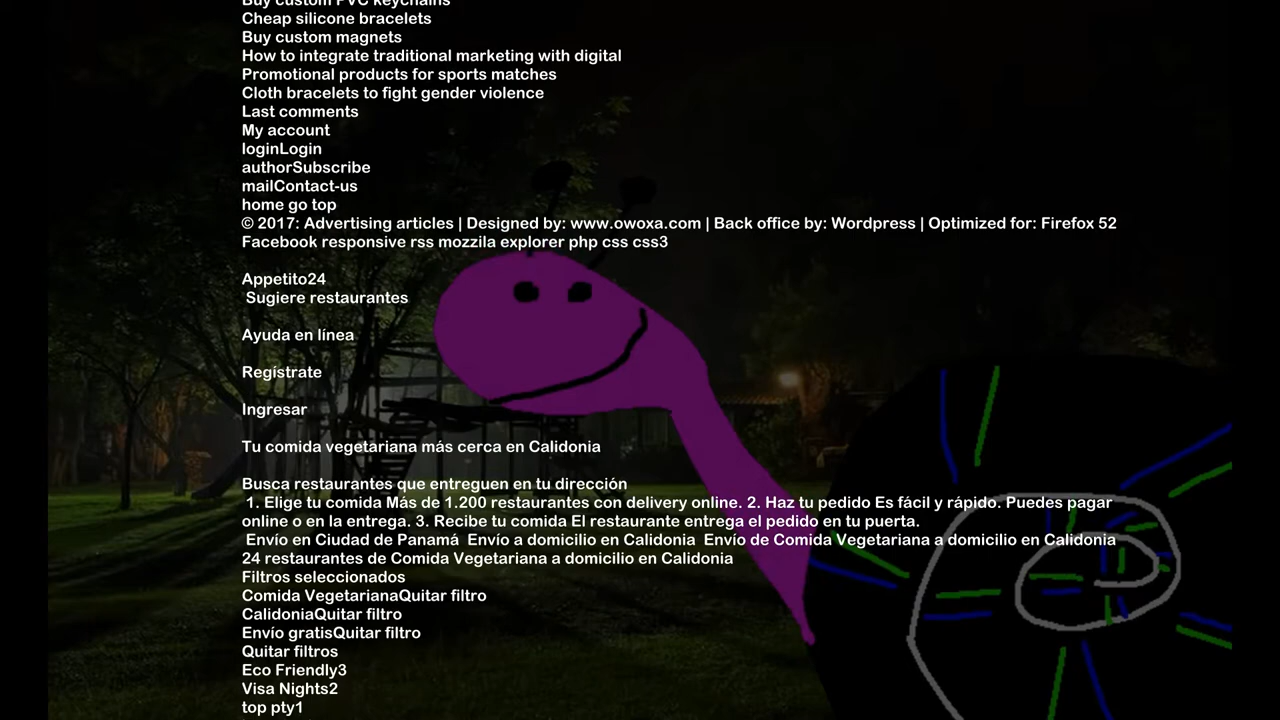 Buy custom PVC keychains
Cheap silicone bracelets
Buy custom magnets
How to integrate traditional marketing with digital
Promotional products for sports matches
Cloth bracelets to fight gender violence
Last comments
My account
loginLogin
authorSubscribe
mailContact-us
home go top
© 2017: Advertising articles | Designed by: www.owoxa.com | Back office by: Wordpress | Optimized for: Firefox 52
Facebook responsive rss mozzila explorer php css css3
Appetito24
Sugiere restaurantes
Ayuda en línea
Regístrate
Ingresar
Tu comida vegetariana más cerca en Calidonia
Busca restaurantes que entreguen en tu dirección
1. Elige tu comida Más de 1.200 restaurantes con delivery online. 2. Haz tu pedido Es fácil y rápido. Puedes pagar
online o en la entrega. 3. Recibe tu comida El restaurante entrega el pedido en tu puerta.
Envío en Ciudad de Panamá  Envío a domicilio en Calidonia  Envío de Comida Vegetariana a domicilio en Calidonia
24 restaurantes de Comida Vegetariana a domicilio en Calidonia
Filtros seleccionados
Comida VegetarianaQuitar filtro
CalidoniaQuitar filtro
Envío gratisQuitar filtro
Quitar filtros
Eco Friendly3
Visa Nights2
top pty1